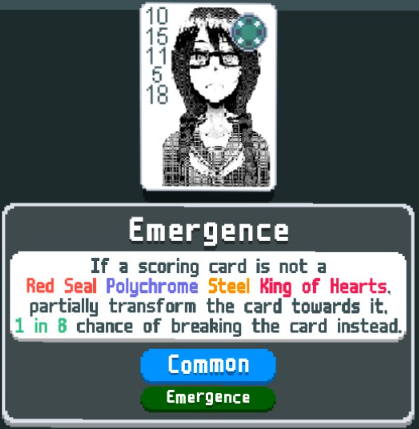 10
15
11
5
18
Emergence
If a scoring card is not a
Red Seal Polychrome Steel King of Hearts,
partially transform the card towards it,
1 in 8 chance of breaking the card instead.
Common
Emergence